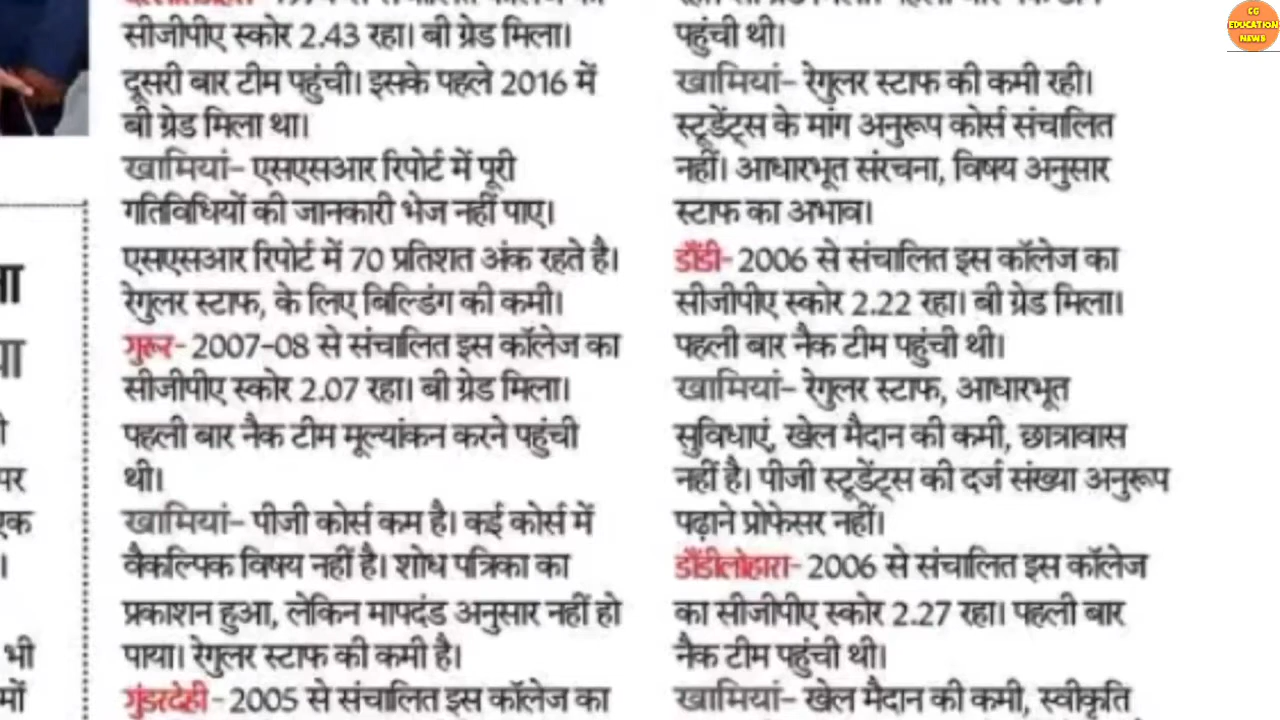 सीजीपीए स्कोर 2.43 रहा। बी ग्रेड मिला।
दूसरी बार टीम पहुंची। इसके पहले 2016 में
बी ग्रेड मिला था।
खामियां- एसएसआर रिपोर्ट में पूरी
गतिविधियों की जानकारी भेज नहीं पाए।
एसएसआर रिपोर्ट में 70 प्रतिशत अंक रहते है।
रेगुलर स्टाफ, के लिए बिल्डिंग की कमी।
गुरूर- 2007-08 से संचालित इस कॉलेज का
सीजीपीए स्कोर 2.07 रहा। बी ग्रेड मिला।
पहली बार नैक टीम मूल्यांकन करने पहुंची
थी।
खामियां- पीजी कोर्स कम है। कई कोर्स में
वैकल्पिक विषय नहीं है। शोध पत्रिका का
प्रकाशन हुआ, लेकिन मापदंड अनुसार नहीं हो
पाया। रेगुलर स्टाफ की कमी है।
गुंडरदेही- 2005 से संचालित इस कॉलेज का
पहुंची थी।
खामियां- रेगुलर स्टाफ की कमी रही।
स्टूडेंट्स के मांग अनुरूप कोर्स संचालित
नहीं। आधारभूत संरचना, विषय अनुसार
स्टाफ का अभाव।
डौंडी- 2006 से संचालित इस कॉलेज का
सीजीपीए स्कोर 2.22 रहा। बी ग्रेड मिला।
पहली बार नैक टीम पहुंची थी।
खामियां- रेगुलर स्टाफ, आधारभूत
सुविधाएं, खेल मैदान की कमी, छात्रावास
नहीं है। पीजी स्टूडेंट्स की दर्ज संख्या अनुरूप
पढ़ाने प्रोफेसर नहीं।
डौंडीलोहारा- 2006 से संचालित इस कॉलेज
का सीजीपीए स्कोर 2.27 रहा। पहली बार
नैक टीम पहुंची थी।
खामियां- खेल मैदान की कमी, स्वीकृति
CG
EDUCATION
NEWS